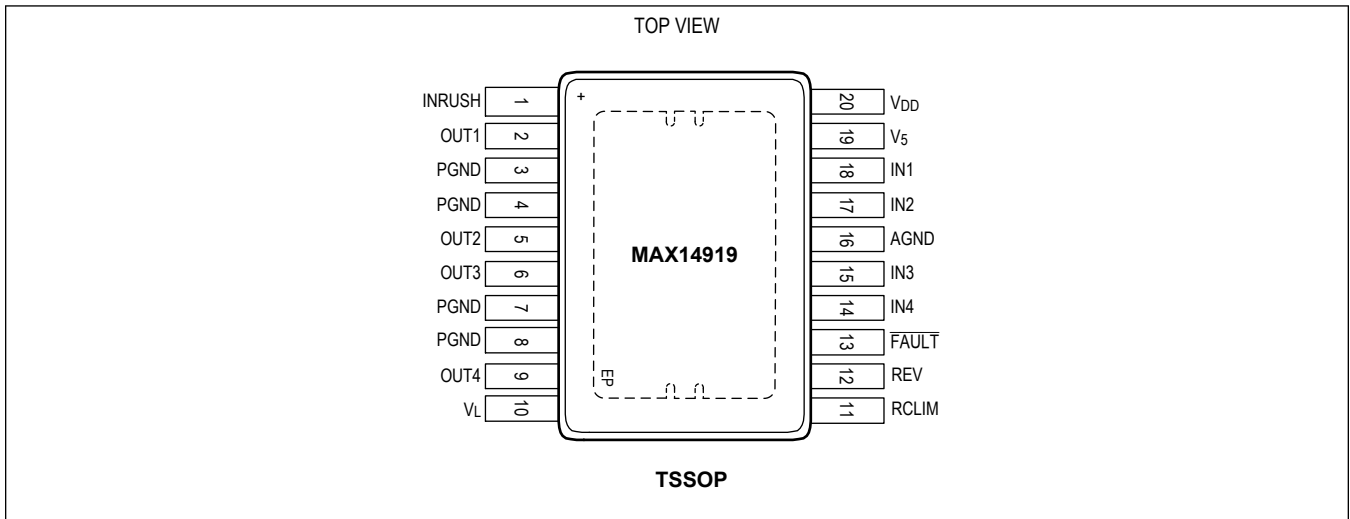 TOP VIEW
+
INRUSH 1
OUT1 2
PGND 3
PGND 4
OUT2 5
OUT3 6
PGND 7
PGND 8
OUT4 9
VL 10
MAX14919
EP
20 VDD
19 V5
18 IN1
17 IN2
16 AGND
15 IN3
14 IN4
13 FAULT
12 REV
11 RCLIM
TSSOP